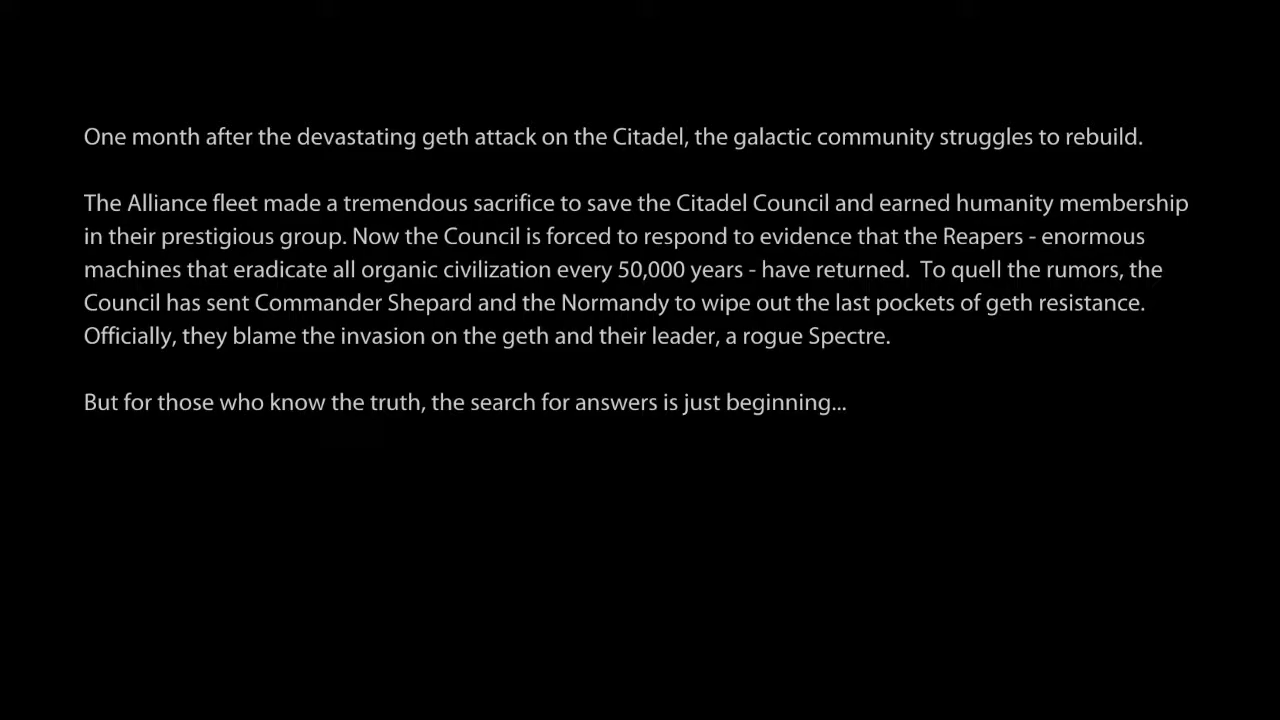 One month after the devastating geth attack on the Citadel, the galactic community struggles to rebuild.
The Alliance fleet made a tremendous sacrifice to save the Citadel Council and earned humanity membership
in their prestigious group. Now the Council is forced to respond to evidence that the Reapers - enormous
machines that eradicate all organic civilization every 50,000 years - have returned.  To quell the rumors, the
Council has sent Commander Shepard and the Normandy to wipe out the last pockets of geth resistance.
Officially, they blame the invasion on the geth and their leader, a rogue Spectre.
But for those who know the truth, the search for answers is just beginning...